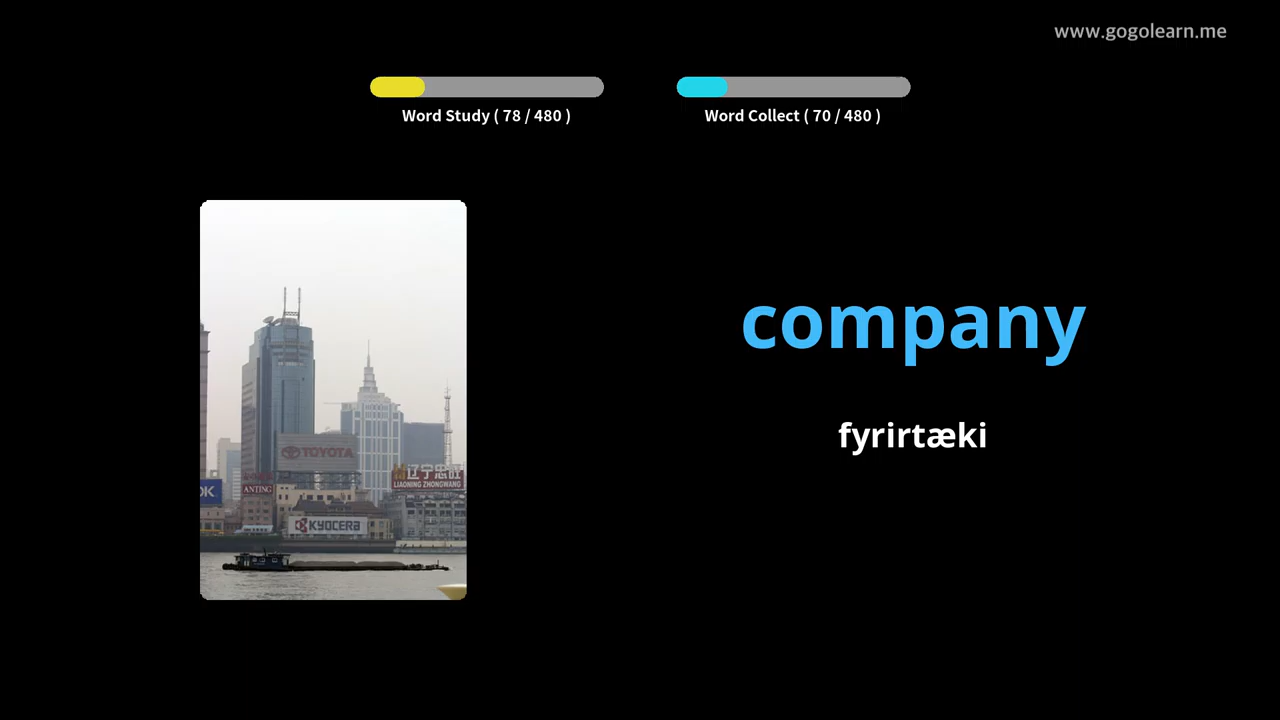 www.gogolearn.me
Word Study ( 78 / 480 )
Word Collect ( 70 / 480 )
company
fyrirtæki
TOYOTA
辽宁忠旺
LIAONING ZHONGWANG
ANTING
KYOCERA